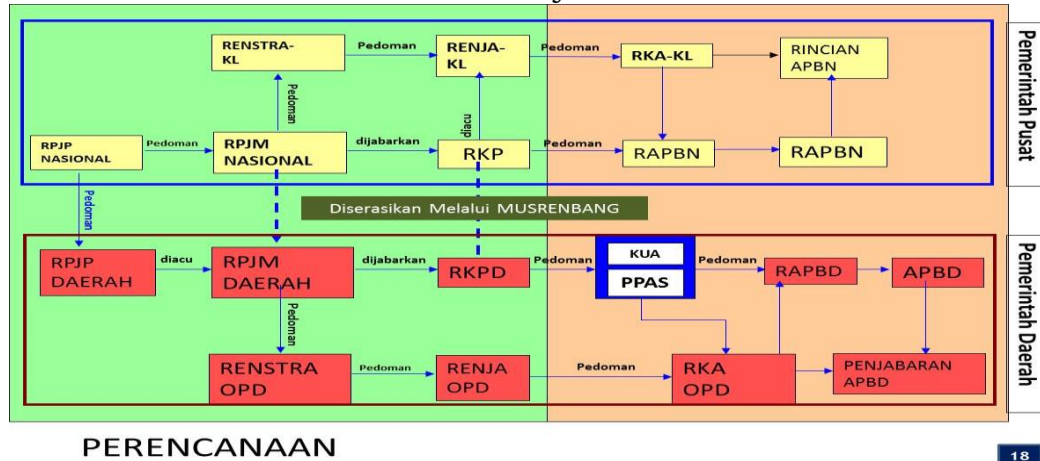 RENSTRA-
KL
Pedoman
RENJA-
KL
Pedoman
RKA-KL
RINCIAN
APBN
Pedoman
diacu
RPJP
NASIONAL
Pedoman
RPJM
NASIONAL
dijabarkan
RKP
Pedoman
RAPBN
RAPBN
Pemerintah Pusat
Pedoman
Diserasikan Melalui MUSRENBANG
RPJP
DAERAH
diacu
RPJM
DAERAH
dijabarkan
RKPD
Pedoman
KUA
PPAS
Pedoman
RAPBD
APBD
Pedoman
RENSTRA
OPD
Pedoman
RENJA
OPD
Pedoman
RKA
OPD
PENJABARAN
APBD
Pemerintah Daerah
PERENCANAAN
18